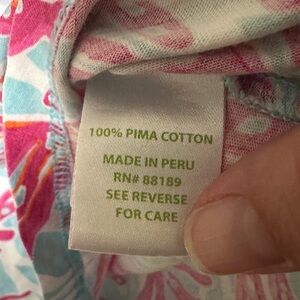 100% PIMA COTTON
MADE IN PERU
RN# 88189
SEE REVERSE
FOR CARE